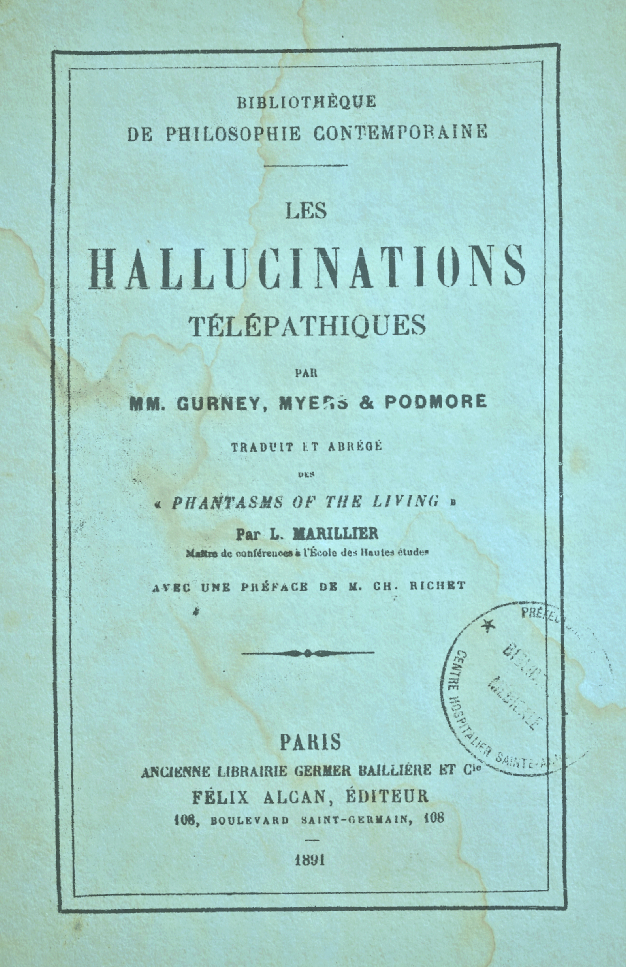 BIBLIOTHÈQUE
DE PHILOSOPHIE CONTEMPORAINE
LES
HALLUCINATIONS
TÉLÉPATHIQUES
PAR
MM. GURNEY, MYERS & PODMORE
TRADUIT ET ABRÉGÉ
DES
« PHANTASMS OF THE LIVING »
Par L. MARILLIER
Maître de conférences à l'École des Hautes études
AVEC UNE PRÉFACE DE M. CH. RICHET
PARIS
ANCIENNE LIBRAIRIE GERMER BAILLIÈRE ET Cie
FÉLIX ALCAN, ÉDITEUR
108, BOULEVARD SAINT-GERMAIN, 108
1891
CENTRE HOSPITALIER